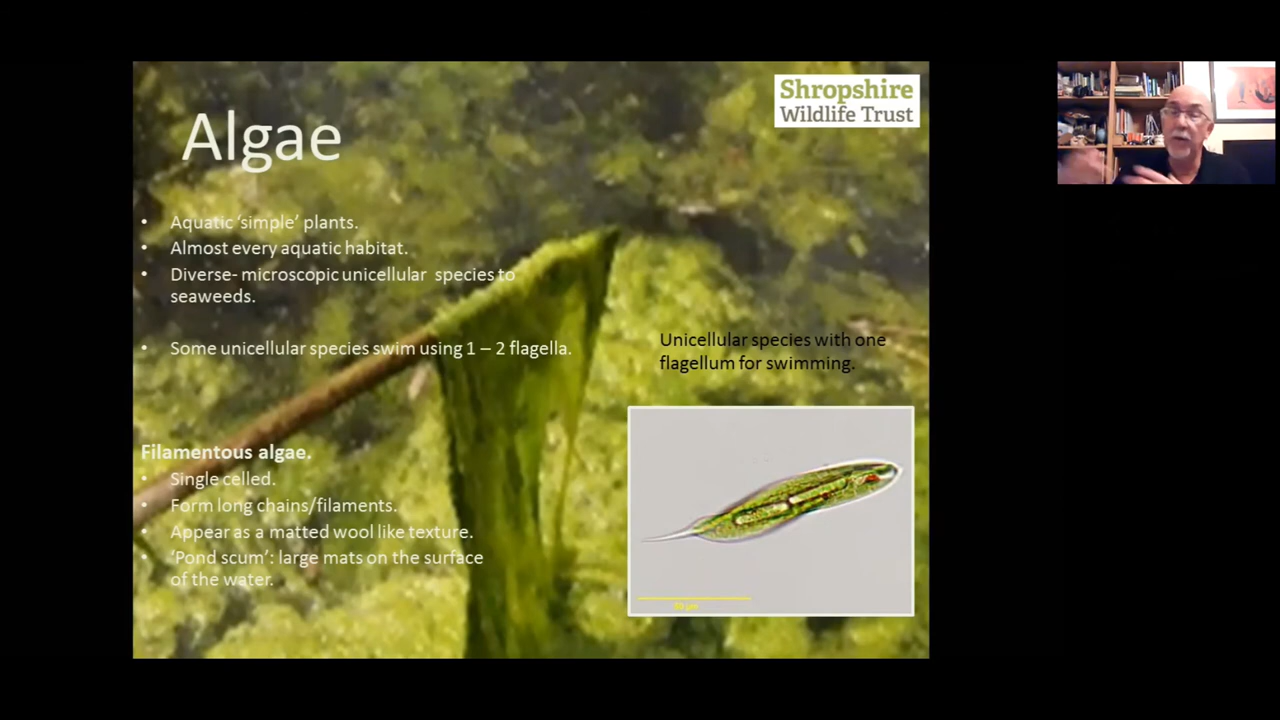 Shropshire
Wildlife Trust
Algae
• Aquatic ‘simple’ plants.
• Almost every aquatic habitat.
• Diverse- microscopic unicellular species to
seaweeds.
• Some unicellular species swim using 1 – 2 flagella.
Unicellular species with one
flagellum for swimming.
Filamentous algae.
• Single celled.
• Form long chains/filaments.
• Appear as a matted wool like texture.
• ‘Pond scum’: large mats on the surface
of the water.